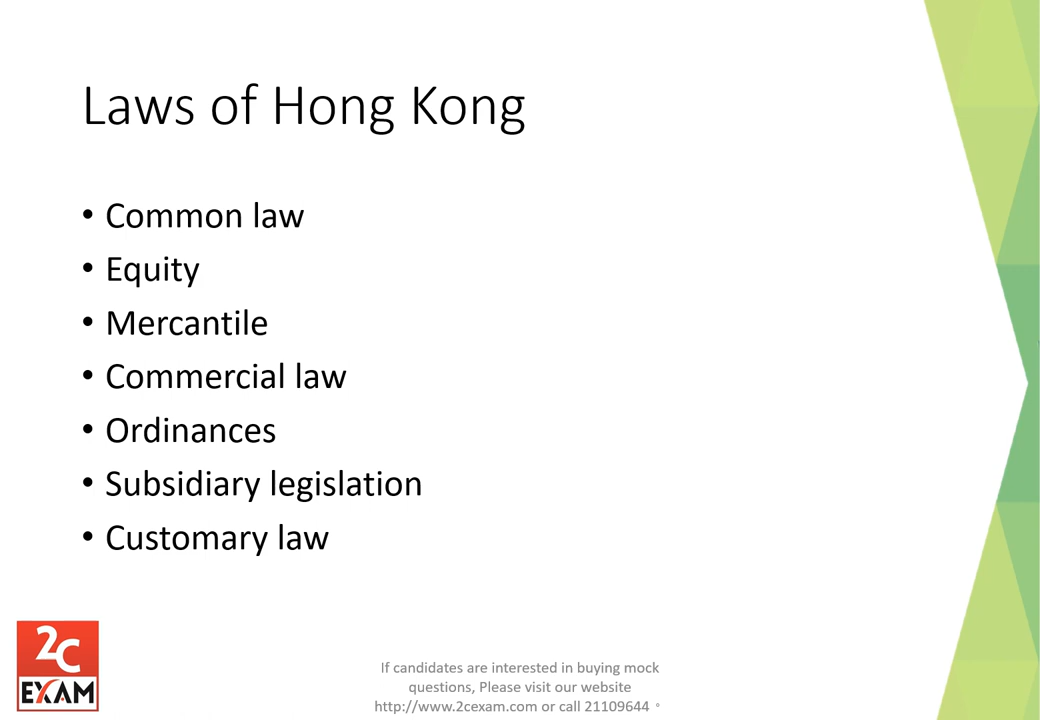 Laws of Hong Kong
• Common law
• Equity
• Mercantile
• Commercial law
• Ordinances
• Subsidiary legislation
• Customary law
2C
EXAM
If candidates are interested in buying mock
questions, Please visit our website
http://www.2cexam.com or call 21109644 。